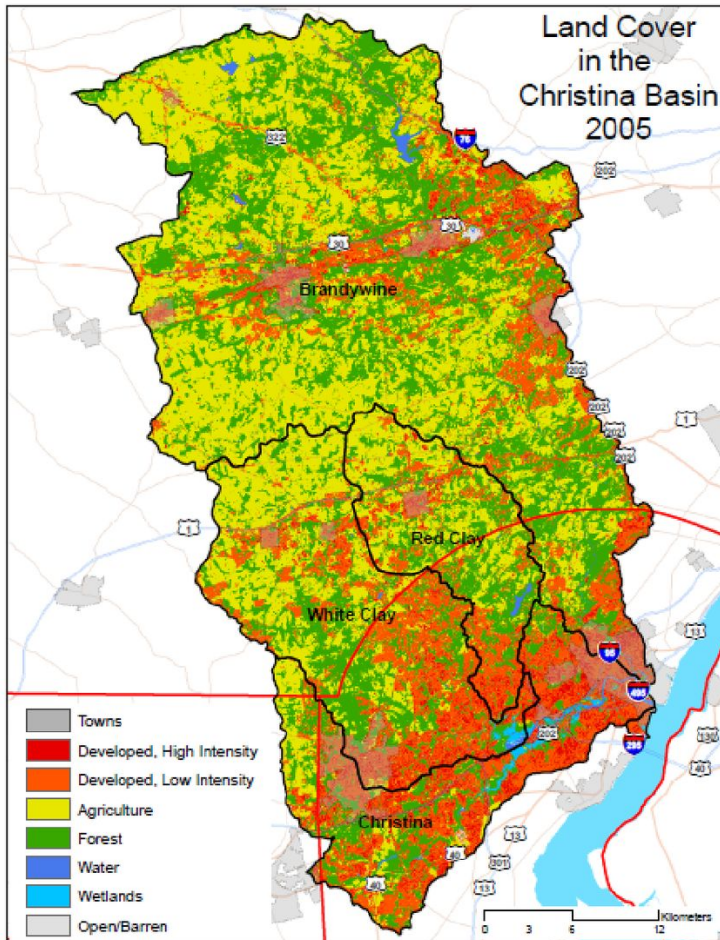 Land Cover
in the
Christina Basin
2005
76
322
202
30
30
Brandywine
202
202
1
202
202
1
Red Clay
White Clay
13
95
495
202
295
130
40
Christina
13
40
301
13
40
Towns
Developed, High Intensity
Developed, Low Intensity
Agriculture
Forest
Water
Wetlands
Open/Barren
Kilometers
0 3 6 12